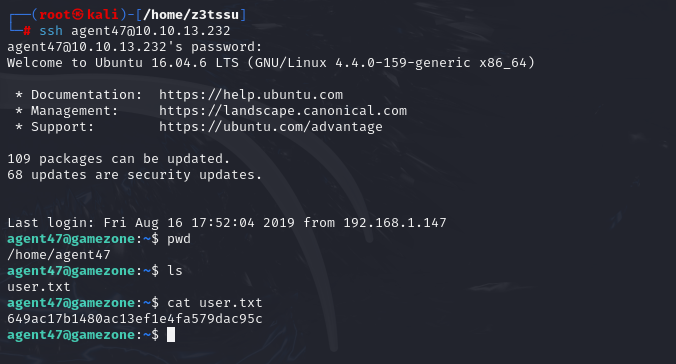 ┌──(root㉿kali)-[/home/z3tssu]
└─# ssh agent47@10.10.13.232
agent47@10.10.13.232's password:
Welcome to Ubuntu 16.04.6 LTS (GNU/Linux 4.4.0-159-generic x86_64)
* Documentation:  https://help.ubuntu.com
* Management:     https://landscape.canonical.com
* Support:        https://ubuntu.com/advantage
109 packages can be updated.
68 updates are security updates.
Last login: Fri Aug 16 17:52:04 2019 from 192.168.1.147
agent47@gamezone:~$ pwd
/home/agent47
agent47@gamezone:~$ ls
user.txt
agent47@gamezone:~$ cat user.txt
649ac17b1480ac13ef1e4fa579dac95c
agent47@gamezone:~$